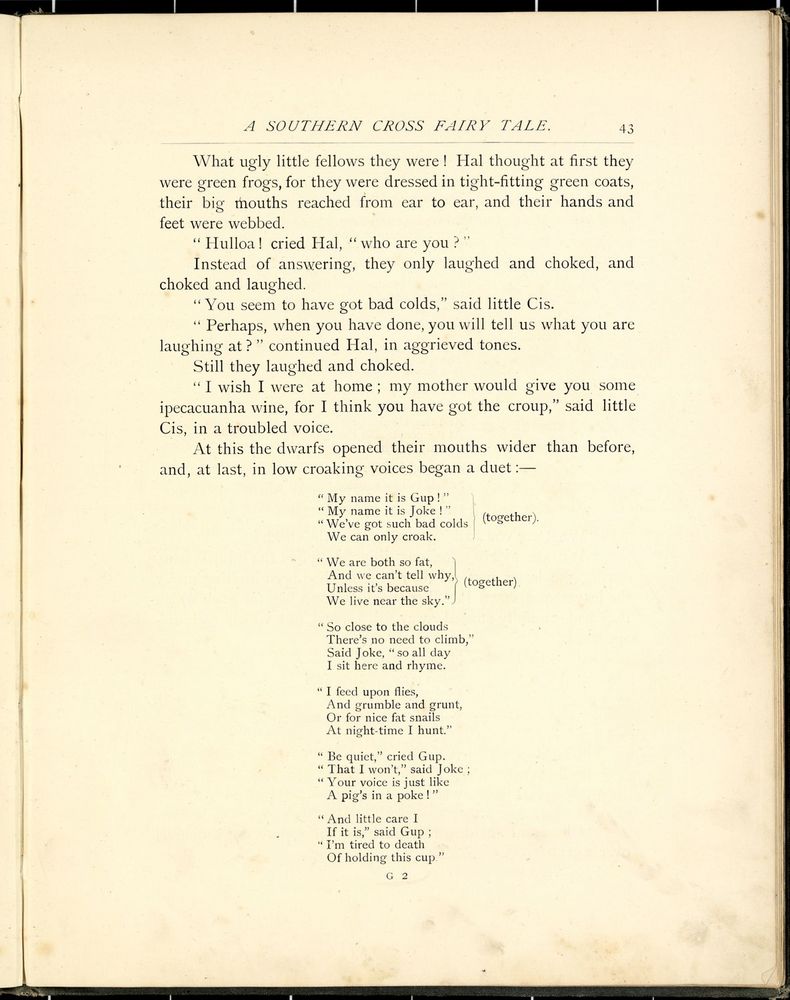 A SOUTHERN CROSS FAIRY TALE. 43
What ugly little fellows they were! Hal thought at first they
were green frogs, for they were dressed in tight-fitting green coats,
their big mouths reached from ear to ear, and their hands and
feet were webbed.
"Hulloa! cried Hal, "who are you?"
Instead of answering, they only laughed and choked, and
choked and laughed.
"You seem to have got bad colds," said little Cis.
"Perhaps, when you have done, you will tell us what you are
laughing at?" continued Hal, in aggrieved tones.
Still they laughed and choked.
"I wish I were at home; my mother would give you some
ipecacuanha wine, for I think you have got the croup," said little
Cis, in a troubled voice.
At this the dwarfs opened their mouths wider than before,
and, at last, in low croaking voices began a duet:—
"My name it is Gup!"
"My name it is Joke!"
"We've got such bad colds
We can only croak.
(together).
"We are both so fat,
And we can't tell why,
Unless it's because
We live near the sky."
(together)
"So close to the clouds
There's no need to climb,"
Said Joke, "so all day
I sit here and rhyme.
"I feed upon flies,
And grumble and grunt,
Or for nice fat snails
At night-time I hunt."
"Be quiet," cried Gup.
"That I won't," said Joke;
"Your voice is just like
A pig's in a poke!"
"And little care I
If it is," said Gup;
"I'm tired to death
Of holding this cup."
G 2